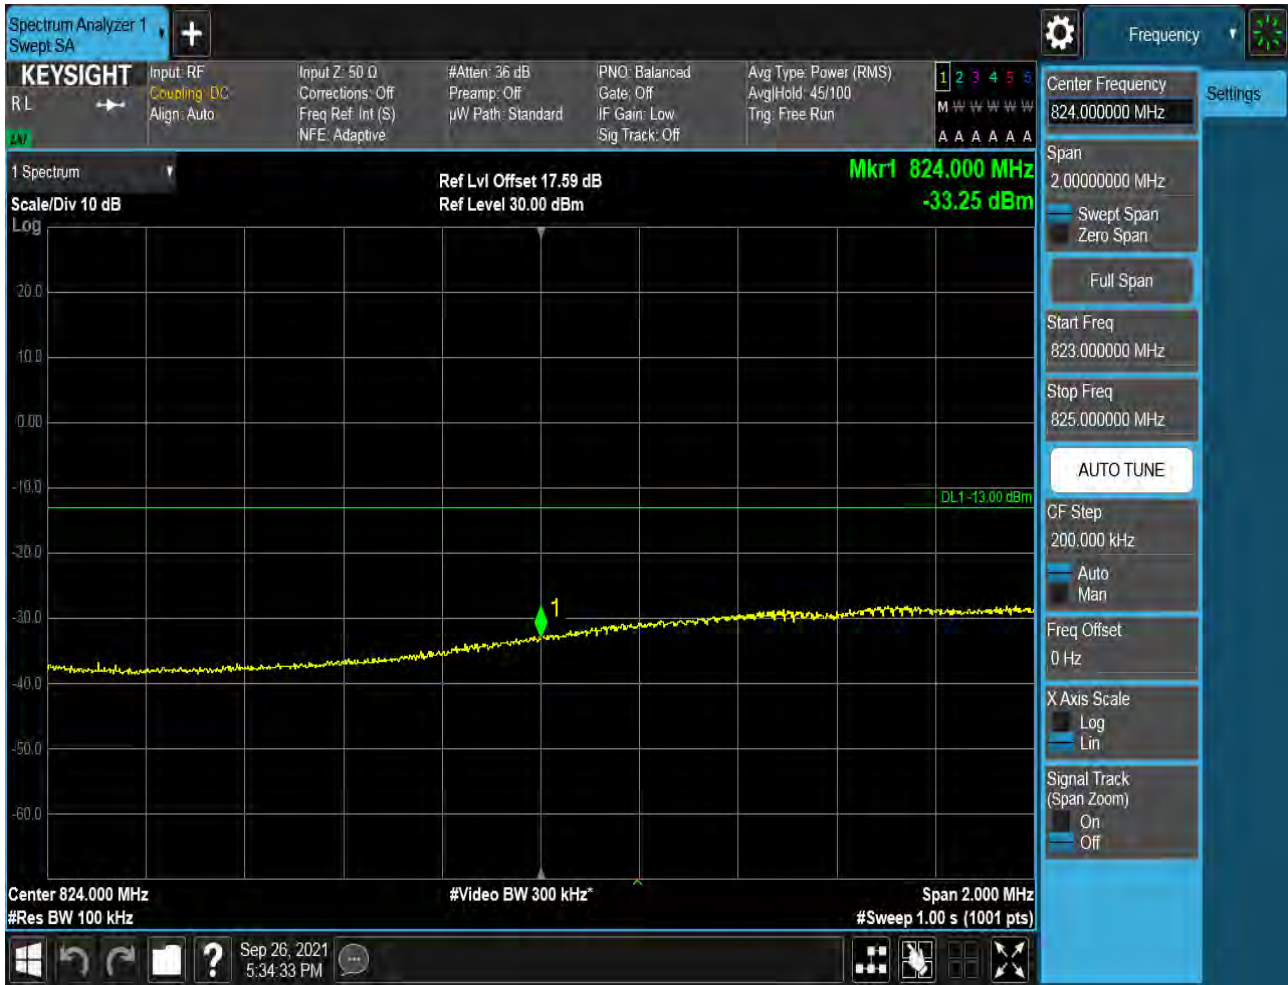 Spectrum Analyzer 1
Swept SA
Frequency
KEYSIGHT
R L
LNI
Input: RF
Coupling: DC
Align: Auto
Input Z: 50 Ω
Corrections: Off
Freq Ref: Int (S)
NFE: Adaptive
#Atten: 36 dB
Preamp: Off
µW Path: Standard
PNO: Balanced
Gate: Off
IF Gain: Low
Sig Track: Off
Avg Type: Power (RMS)
Avg|Hold: 45/100
Trig: Free Run
1 2 3 4 5 6
M W W W W W
A A A A A A
1 Spectrum
Scale/Div 10 dB
Log
Ref Lvl Offset 17.59 dB
Ref Level 30.00 dBm
Mkr1 824.000 MHz
-33.25 dBm
20.0
10.0
0.00
-10.0
DL1 -13.00 dBm
-20.0
1
-30.0
-40.0
-50.0
-60.0
Center 824.000 MHz
#Res BW 100 kHz
#Video BW 300 kHz*
Span 2.000 MHz
#Sweep 1.00 s (1001 pts)
Sep 26, 2021
5:34:33 PM
Center Frequency
824.000000 MHz
Settings
Span
2.00000000 MHz
Swept Span
Zero Span
Full Span
Start Freq
823.000000 MHz
Stop Freq
825.000000 MHz
AUTO TUNE
CF Step
200.000 kHz
Auto
Man
Freq Offset
0 Hz
X Axis Scale
Log
Lin
Signal Track
(Span Zoom)
On
Off